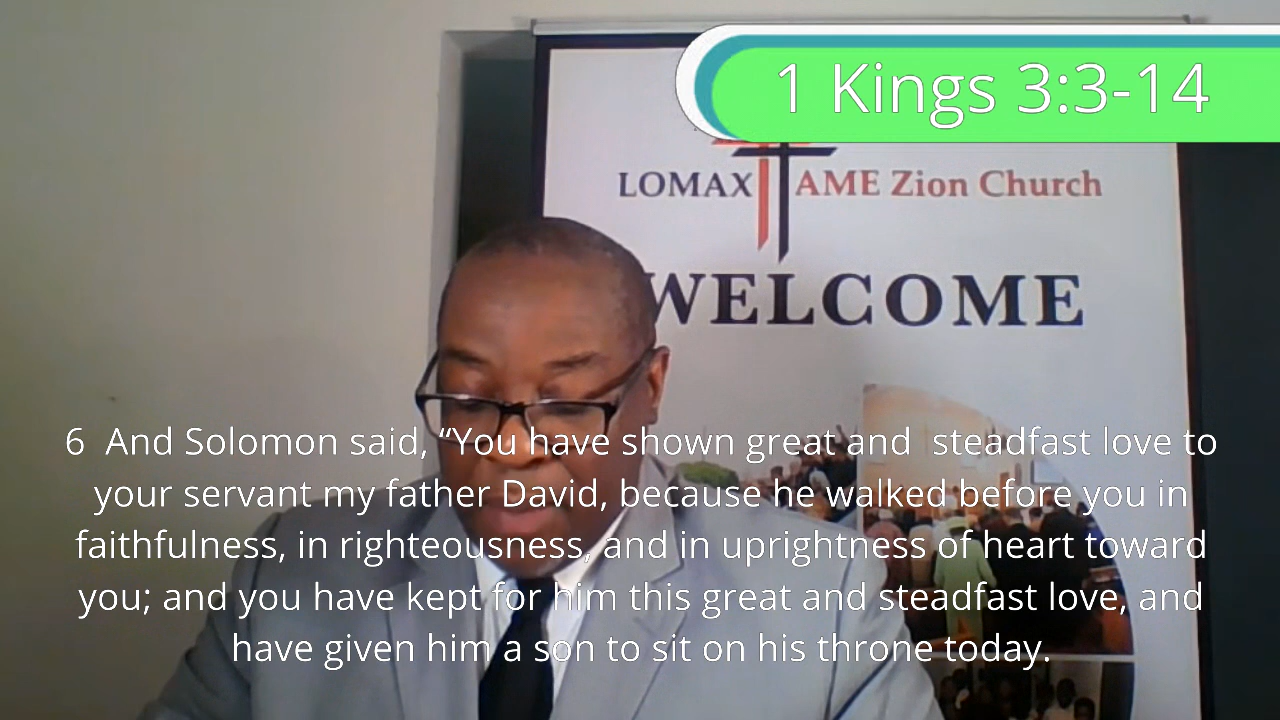 1 Kings 3:3-14
LOMAX AME Zion Church
WELCOME
6 And Solomon said, “You have shown great and steadfast love to
your servant my father David, because he walked before you in
faithfulness, in righteousness, and in uprightness of heart toward
you; and you have kept for him this great and steadfast love, and
have given him a son to sit on his throne today.